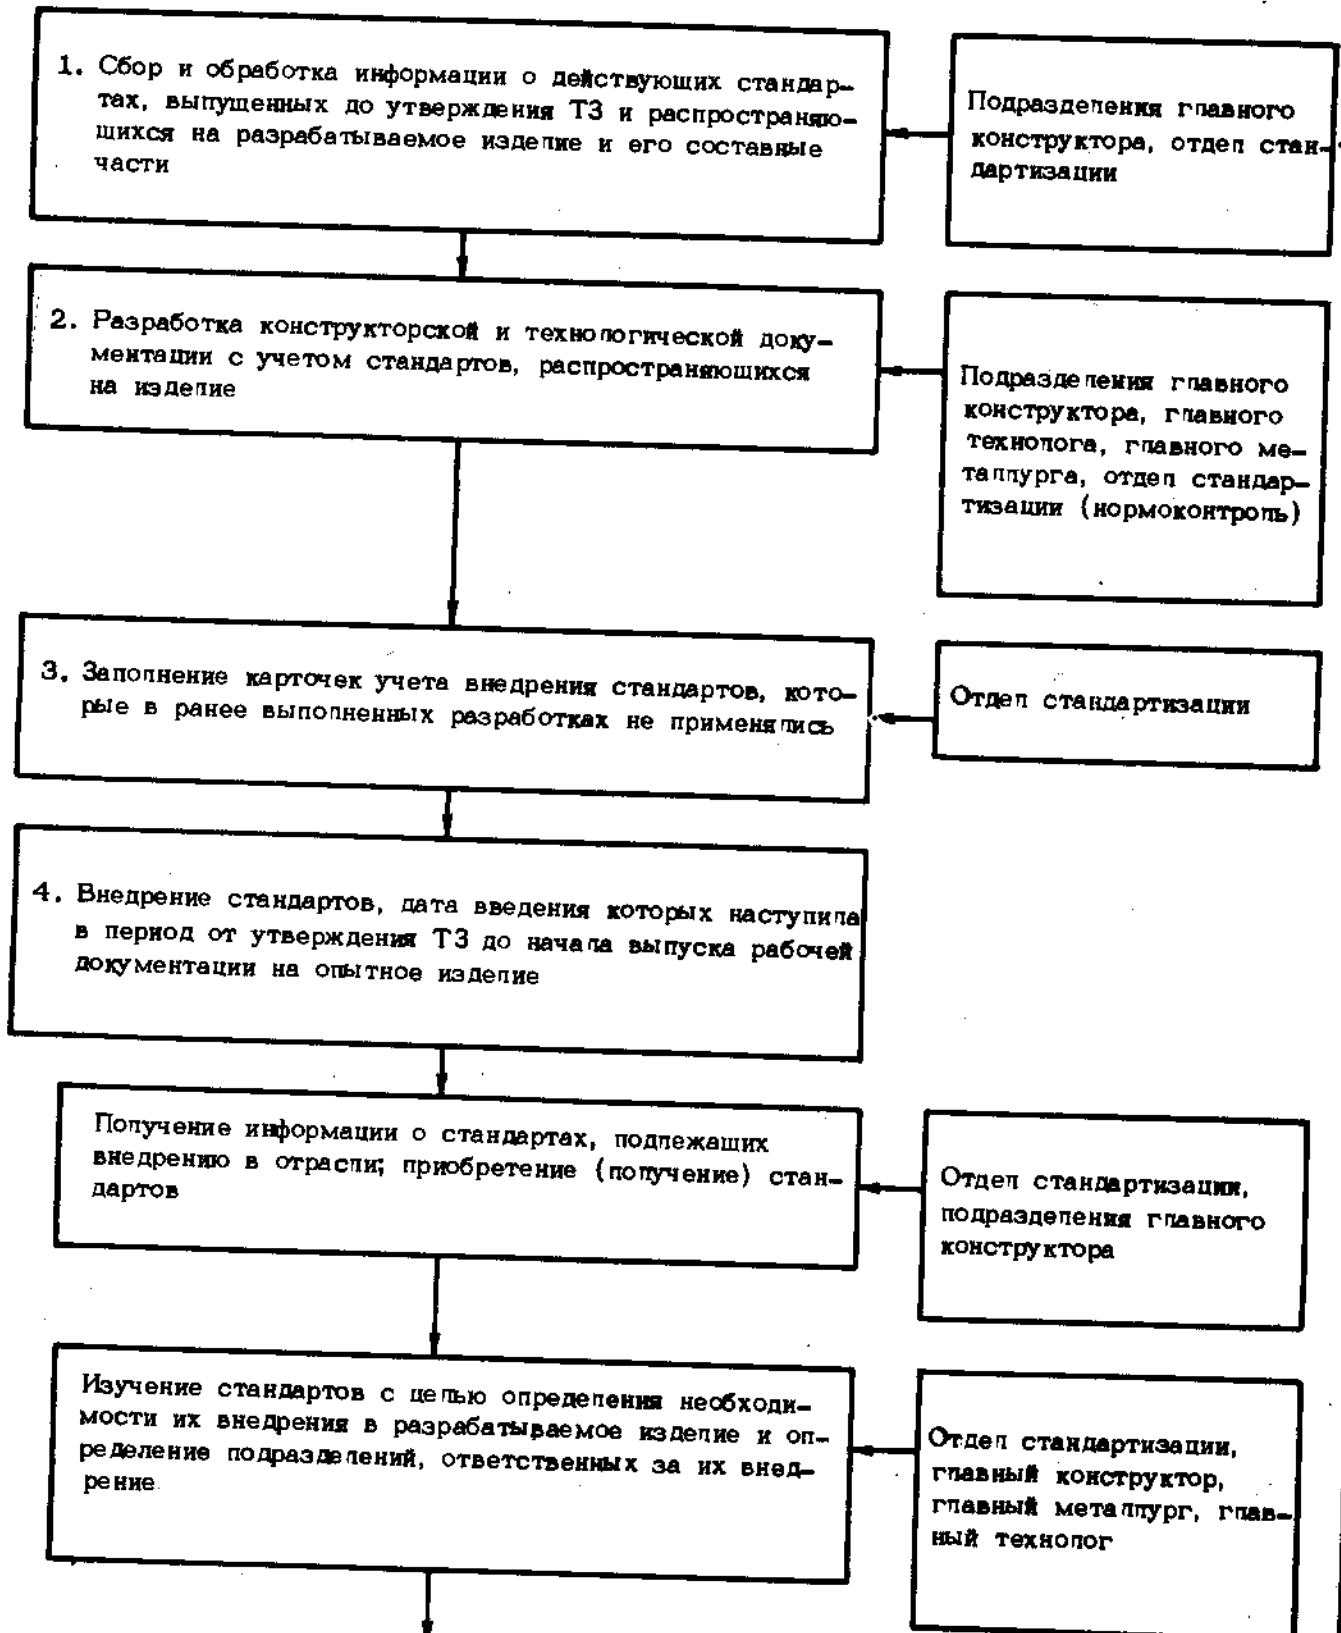 1. Сбор и обработка информации о действующих стандар-
тах, выпущенных до утверждения ТЗ и распространяю-
щихся на разрабатываемое изделие и его составные
части
Подразделения главного
конструктора, отдел стан-
дартизации
2. Разработка конструкторской и технологической доку-
ментации с учетом стандартов, распространяющихся
на изделие
Подразделения главного
конструктора, главного
технолога, главного ме-
таллурга, отдел стандар-
тизации (нормоконтроль)
3. Заполнение карточек учета внедрения стандартов, кото-
рые в ранее выполненных разработках не применялись
Отдел стандартизации
4. Внедрение стандартов, дата введения которых наступила
в период от утверждения ТЗ до начала выпуска рабочей
документации на опытное изделие
Получение информации о стандартах, подлежащих
внедрению в отрасли; приобретение (получение) стан-
дартов
Отдел стандартизации,
подразделения главного
конструктора
Изучение стандартов с целью определения необходи-
мости их внедрения в разрабатываемое изделие и оп-
ределение подразделений, ответственных за их внед-
рение
Отдел стандартизации,
главный конструктор,
главный металлург, глав-
ный технолог